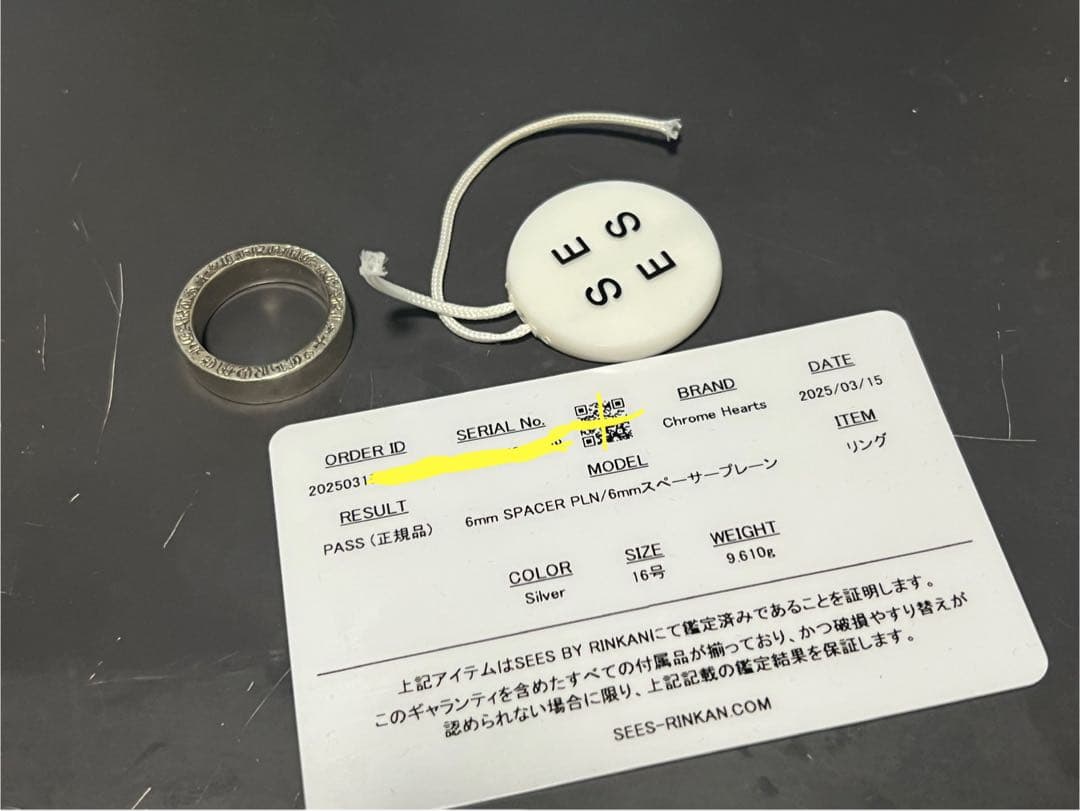 S E
E S
ORDER ID
2025031
SERIAL No.
BRAND
Chrome Hearts
DATE
2025/03/15
RESULT
PASS (正規品)
MODEL
6mm SPACER PLN/6mmスペーサープレーン
ITEM
リング
COLOR
Silver
SIZE
16号
WEIGHT
9.610g
上記アイテムはSEES BY RINKANにて鑑定済みであることを証明します。
このギャランティを含めたすべての付属品が揃っており、かつ破損やすり替えが
認められない場合に限り、上記記載の鑑定結果を保証します。
SEES-RINKAN.COM